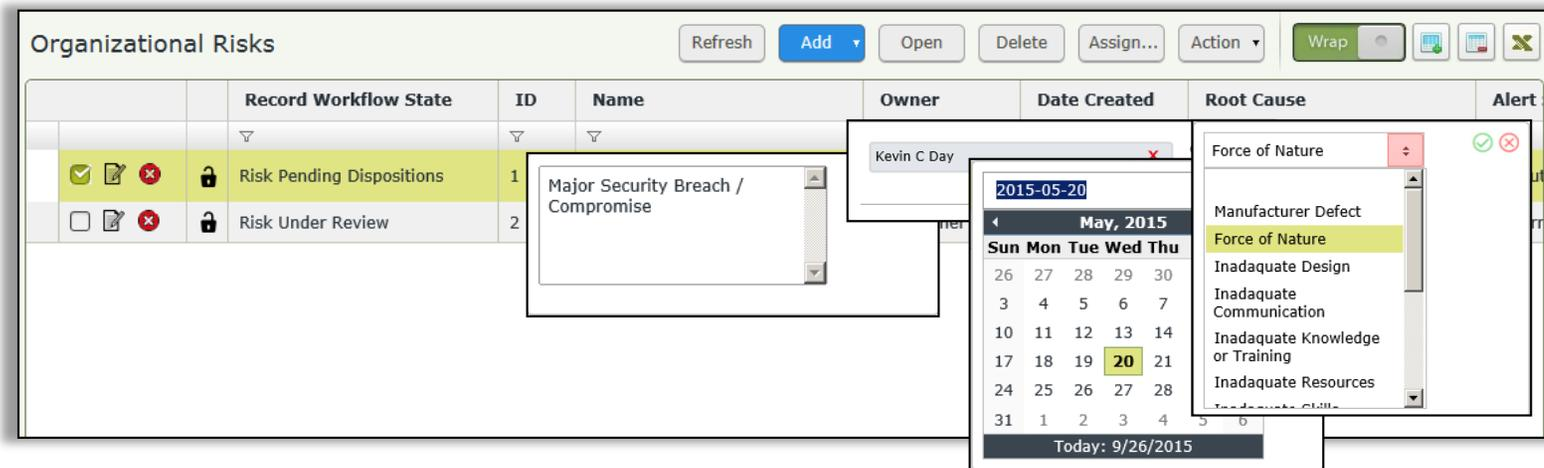 Organizational Risks
Refresh Add Open Delete Assign... Action Wrap
Record Workflow State ID Name Owner Date Created Root Cause Alert
Risk Pending Dispositions 1
Risk Under Review 2
Major Security Breach /
Compromise
Kevin C Day X
2015-05-20
May, 2015
Sun Mon Tue Wed Thu
26 27 28 29 30
3 4 5 6 7
10 11 12 13 14
17 18 19 20 21
24 25 26 27 28
31 1 2 3 4 5 6
Today: 9/26/2015
Force of Nature
Manufacturer Defect
Force of Nature
Inadaquate Design
Inadaquate
Communication
Inadaquate Knowledge
or Training
Inadaquate Resources